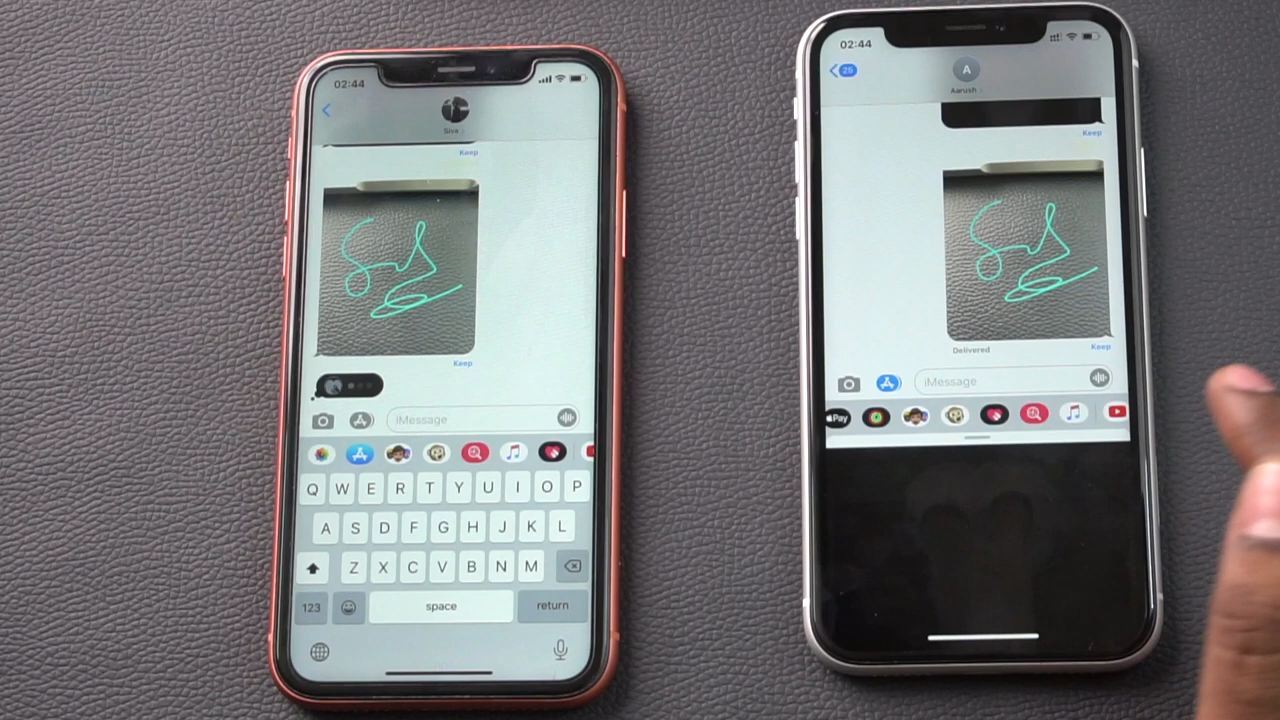 02:44
Siva
Keep
Keep
iMessage
Q W E R T Y U I O P
A S D F G H J K L
Z X C V B N M
123 space return
02:44
25
A
Aarush
Keep
Delivered Keep
iMessage
Pay